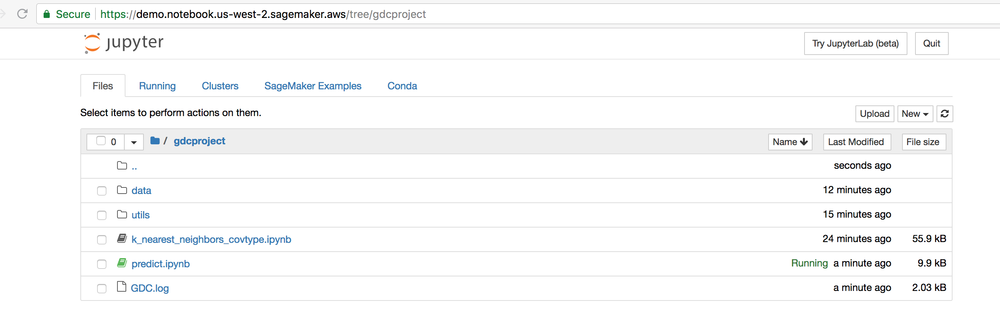 Secure https://demo.notebook.us-west-2.sagemaker.aws/tree/gdcproject
jupyter Try JupyterLab (beta) Quit
Files Running Clusters SageMaker Examples Conda
Select items to perform actions on them. Upload New
0 / gdcproject Name Last Modified File size
.. seconds ago
data 12 minutes ago
utils 15 minutes ago
k_nearest_neighbors_covtype.ipynb 24 minutes ago 55.9 kB
predict.ipynb Running a minute ago 9.9 kB
GDC.log a minute ago 2.03 kB